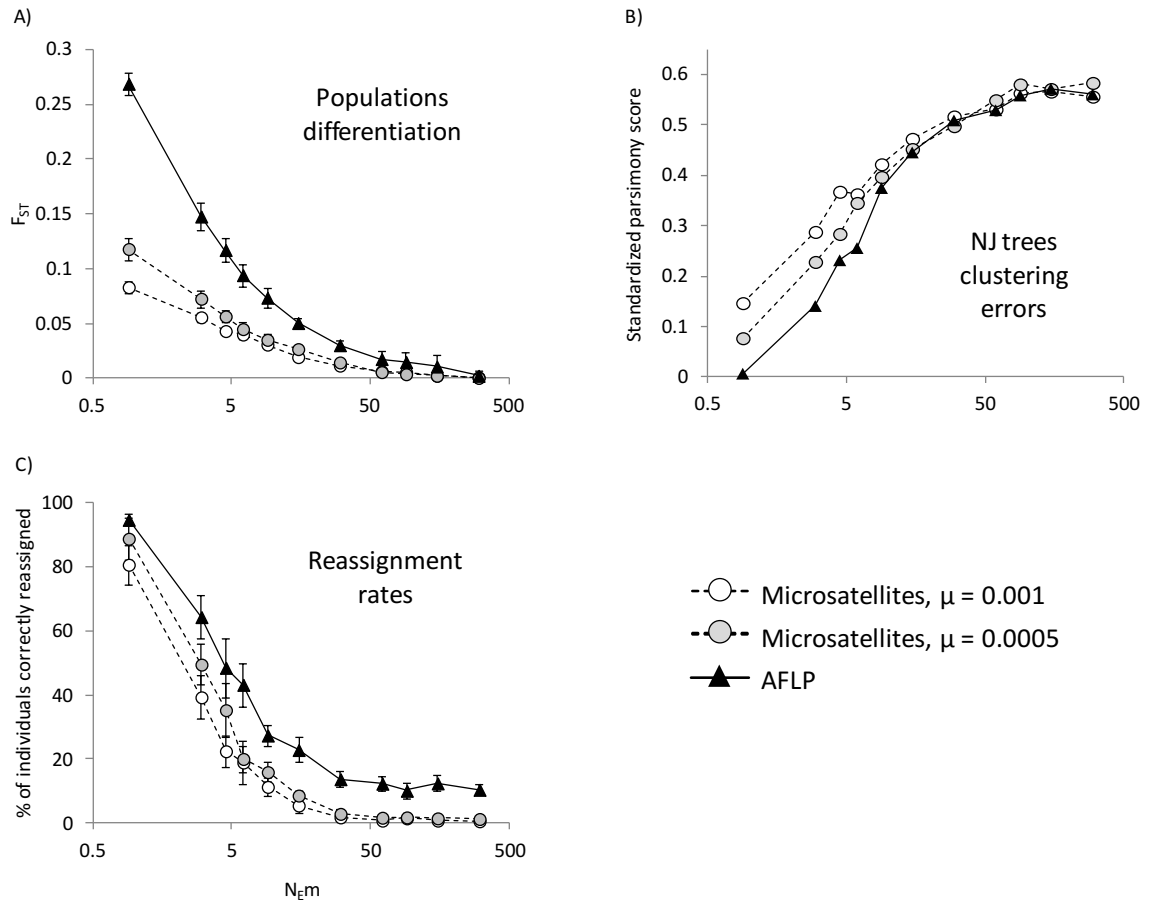 A)
0.3
0.25
0.2
0.15
0.1
0.05
0
F_ST
Populations
differentiation
0.5
5
50
500
B)
0.6
0.5
0.4
0.3
0.2
0.1
0
Standardized parsimony score
NJ trees
clustering
errors
0.5
5
50
500
C)
100
80
60
40
20
0
% of individuals correctly reassigned
Reassignment
rates
0.5
5
50
500
N_Em
Microsatellites, μ = 0.001
Microsatellites, μ = 0.0005
AFLP